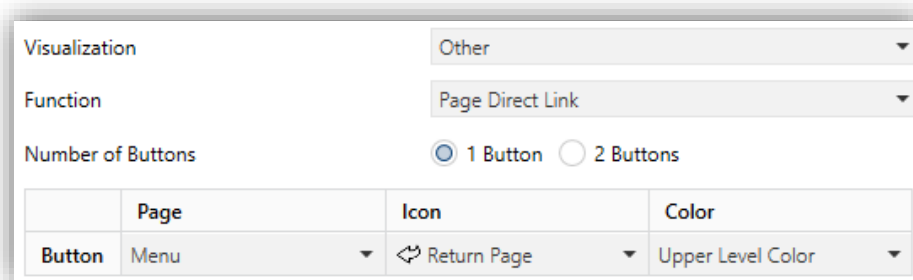 Visualization Other
Function Page Direct Link
Number of Buttons 1 Button 2 Buttons
Page Icon Color
Button Menu Return Page Upper Level Color